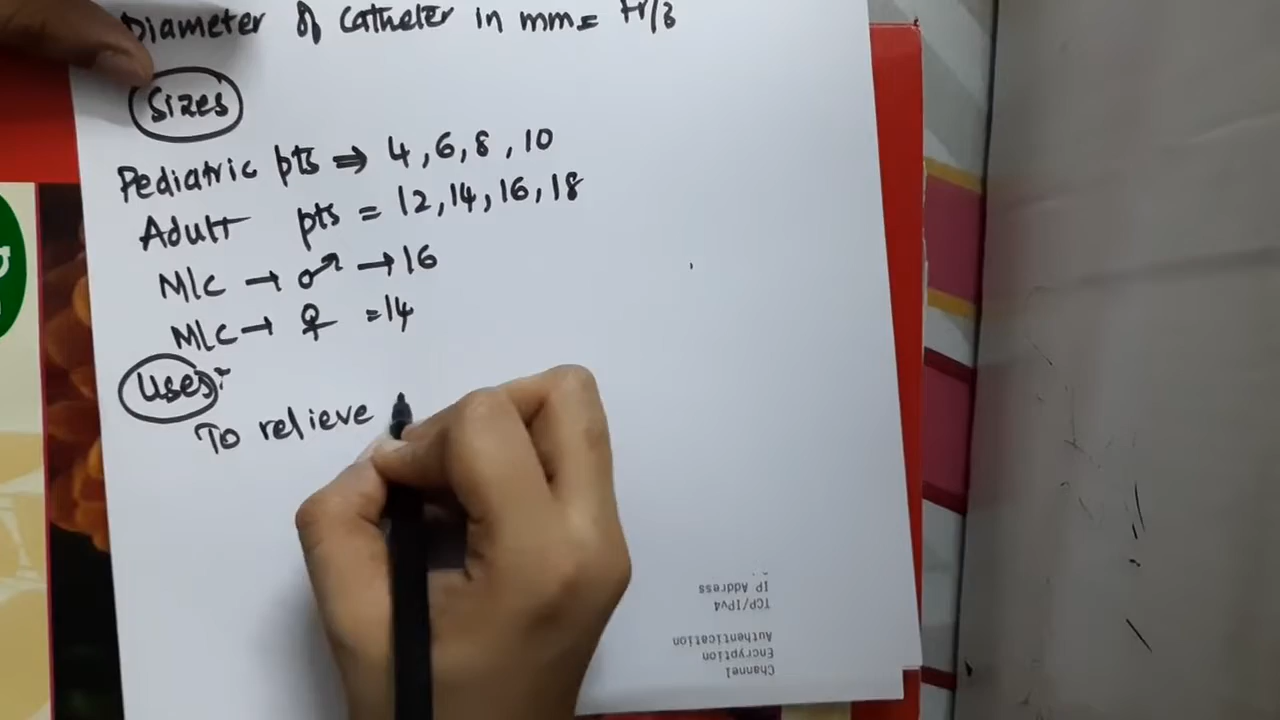 Diameter of catheter in mm = Fr/3
Sizes
Pediatric pts ⇒ 4, 6, 8, 10
Adult pts = 12, 14, 16, 18
M/C → ♂ → 16
M/C → ♀ = 14
Uses:
To relieve
IP Address
TCP/IPv4
Authentication
Encryption
Channel